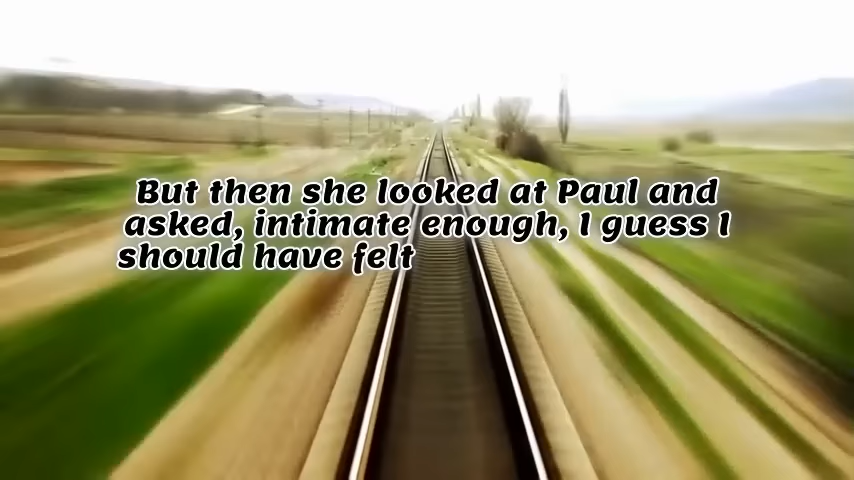 But then she looked at Paul and
asked, intimate enough, I guess I
should have felt